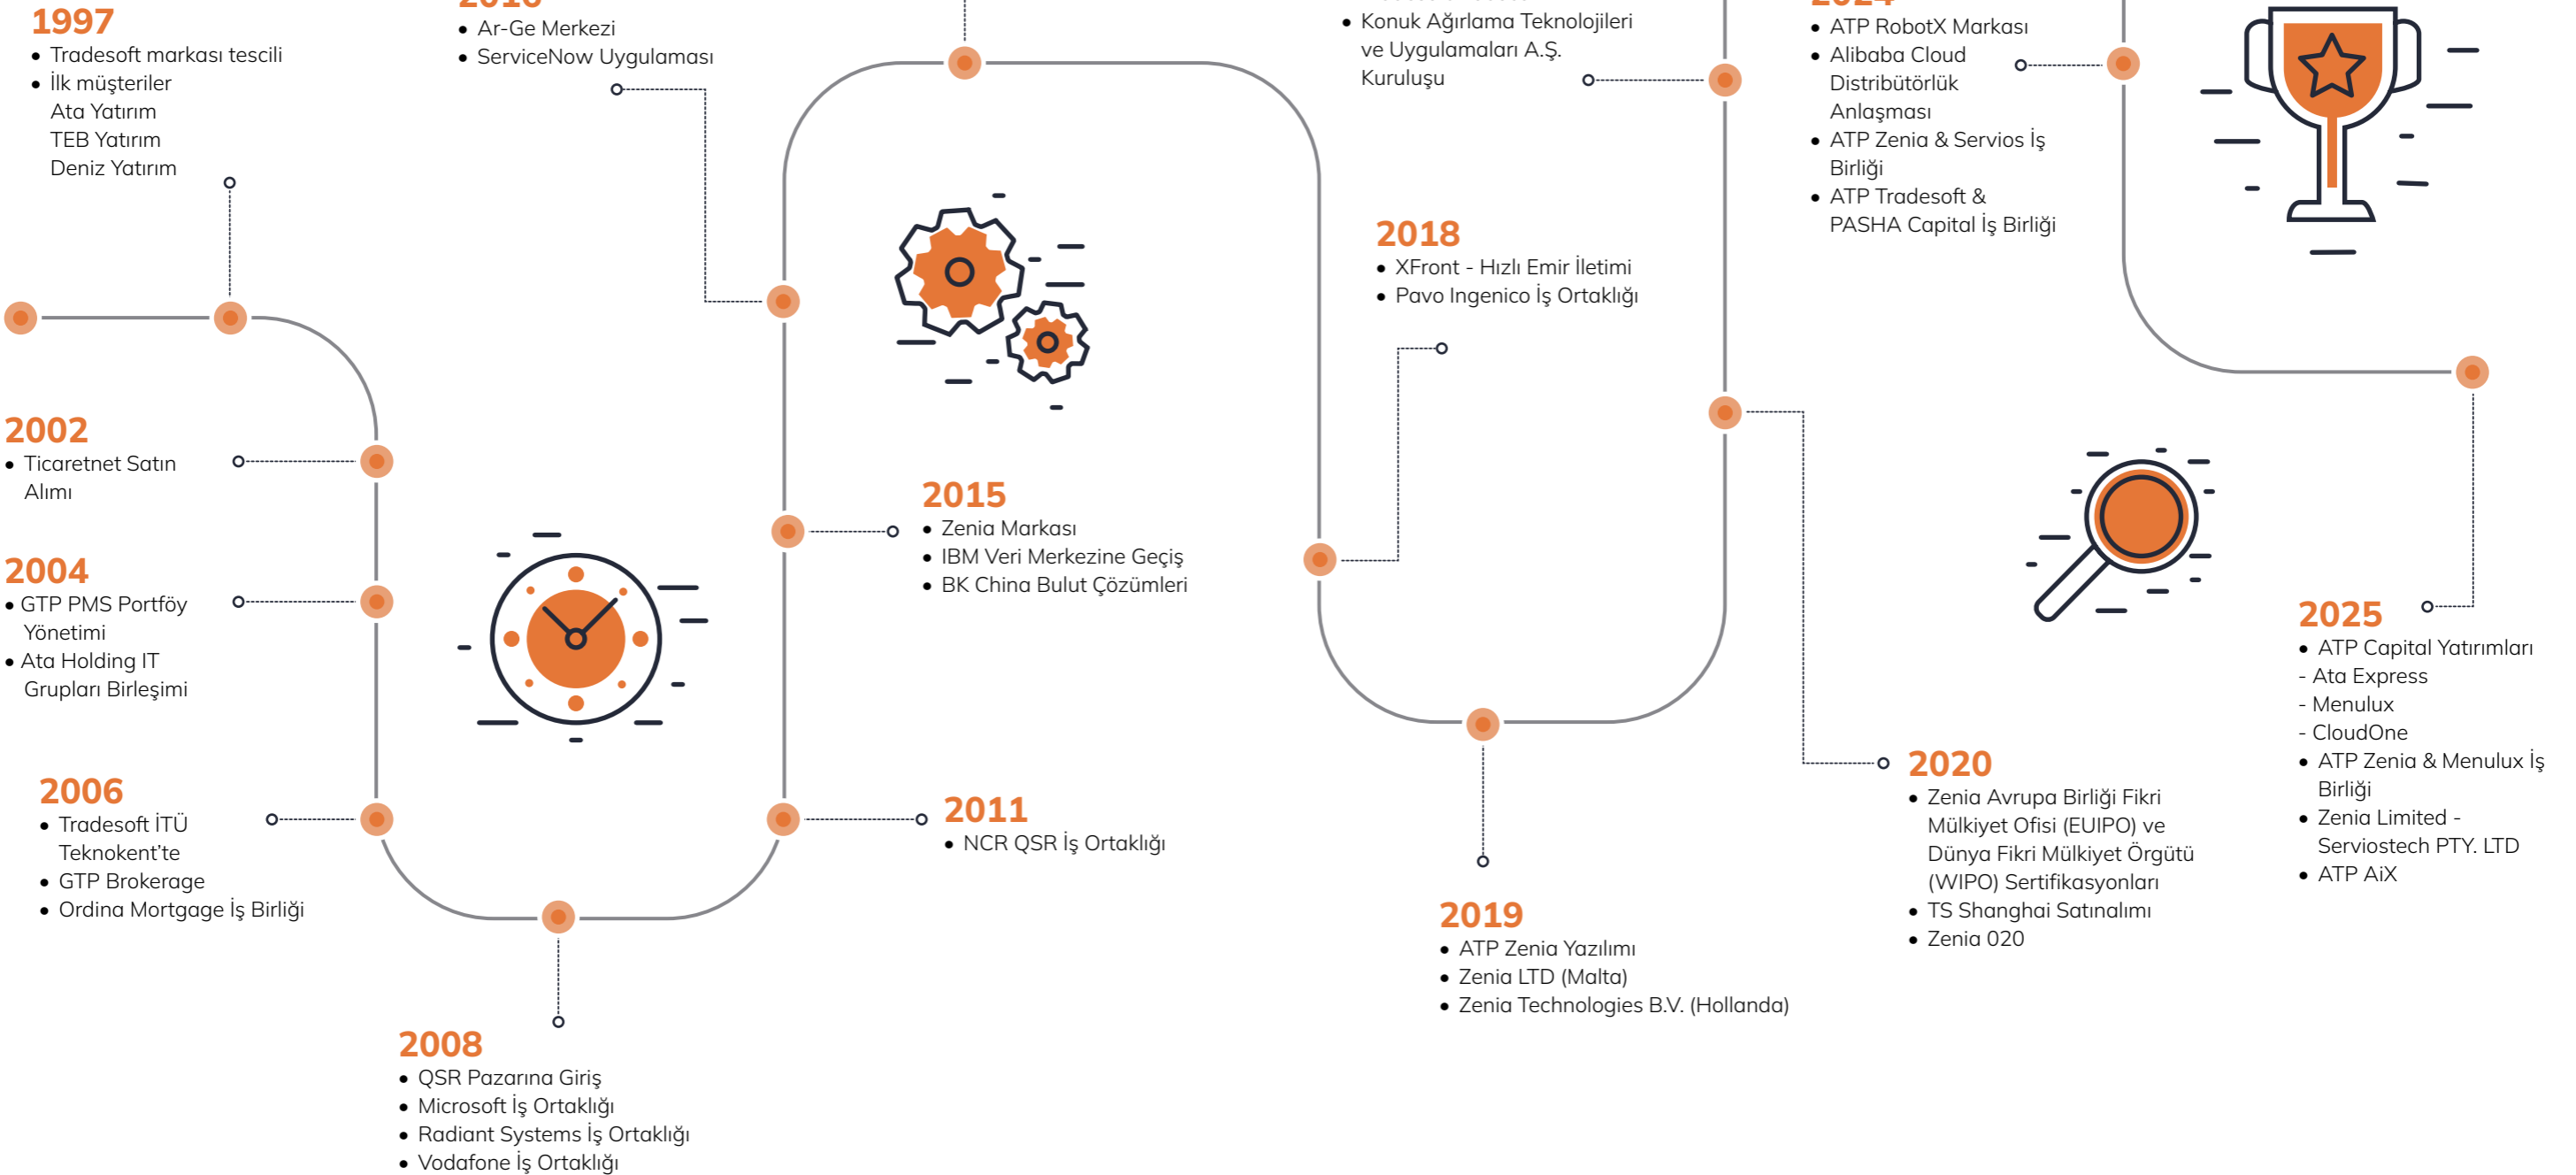 1997
• Tradesoft markası tescili
• İlk müşteriler
Ata Yatırım
TEB Yatırım
Deniz Yatırım
2002
• Ticaretnet Satın
Alımı
2004
• GTP PMS Portföy
Yönetimi
• Ata Holding IT
Grupları Birleşimi
2006
• Tradesoft İTÜ
Teknokent'te
• GTP Brokerage
• Ordina Mortgage İş Birliği
2008
• QSR Pazarına Giriş
• Microsoft İş Ortaklığı
• Radiant Systems İş Ortaklığı
• Vodafone İş Ortaklığı
2011
• NCR QSR İş Ortaklığı
2015
• Zenia Markası
• IBM Veri Merkezine Geçiş
• BK China Bulut Çözümleri
• Ar-Ge Merkezi
• ServiceNow Uygulaması
2018
• XFront - Hızlı Emir İletimi
• Pavo Ingenico İş Ortaklığı
2019
• ATP Zenia Yazılımı
• Zenia LTD (Malta)
• Zenia Technologies B.V. (Hollanda)
2020
• Zenia Avrupa Birliği Fikri
Mülkiyet Ofisi (EUIPO) ve
Dünya Fikri Mülkiyet Örgütü
(WIPO) Sertifikasyonları
• TS Shanghai Satınalımı
• Zenia 020
• Konuk Ağırlama Teknolojileri
ve Uygulamaları A.Ş.
Kuruluşu
2024
• ATP RobotX Markası
• Alibaba Cloud
Distribütörlük
Anlaşması
• ATP Zenia & Servios İş
Birliği
• ATP Tradesoft &
PASHA Capital İş Birliği
2025
• ATP Capital Yatırımları
- Ata Express
- Menulux
- CloudOne
• ATP Zenia & Menulux İş
Birliği
• Zenia Limited -
Serviostech PTY. LTD
• ATP AiX